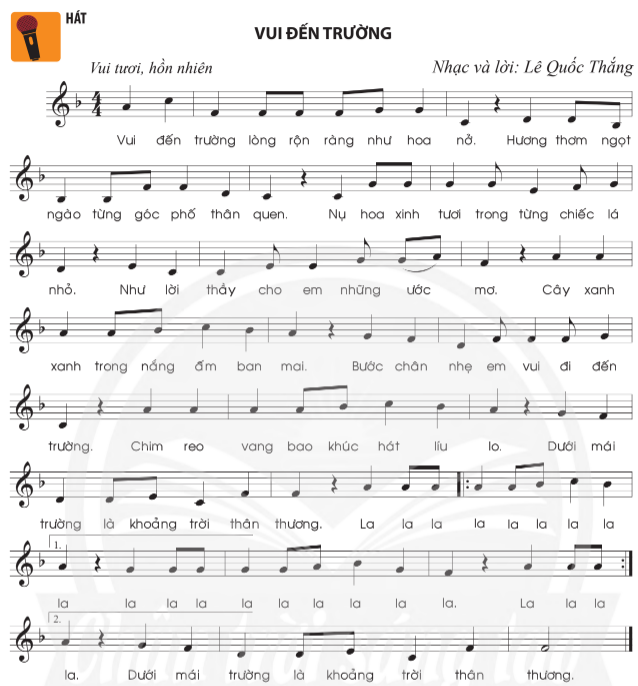 HÁT
VUI ĐẾN TRƯỜNG
Vui tươi, hồn nhiên
Nhạc và lời: Lê Quốc Thắng
Vui đến trường lòng rộn ràng như hoa nở. Hương thơm ngọt
ngào từng góc phố thân quen. Nụ hoa xinh tươi trong từng chiếc lá
nhỏ. Như lời thầy cho em những ước mơ. Cây xanh
xanh trong nắng ấm ban mai. Bước chân nhẹ em vui đi đến
trường. Chim reo vang bao khúc hát líu lo. Dưới mái
trường là khoảng trời thân thương. La la la la la la la la
1.
la la la la la la la la la. La la la
2.
la. Dưới mái trường là khoảng trời thân thương.
Chân trời sáng tạo